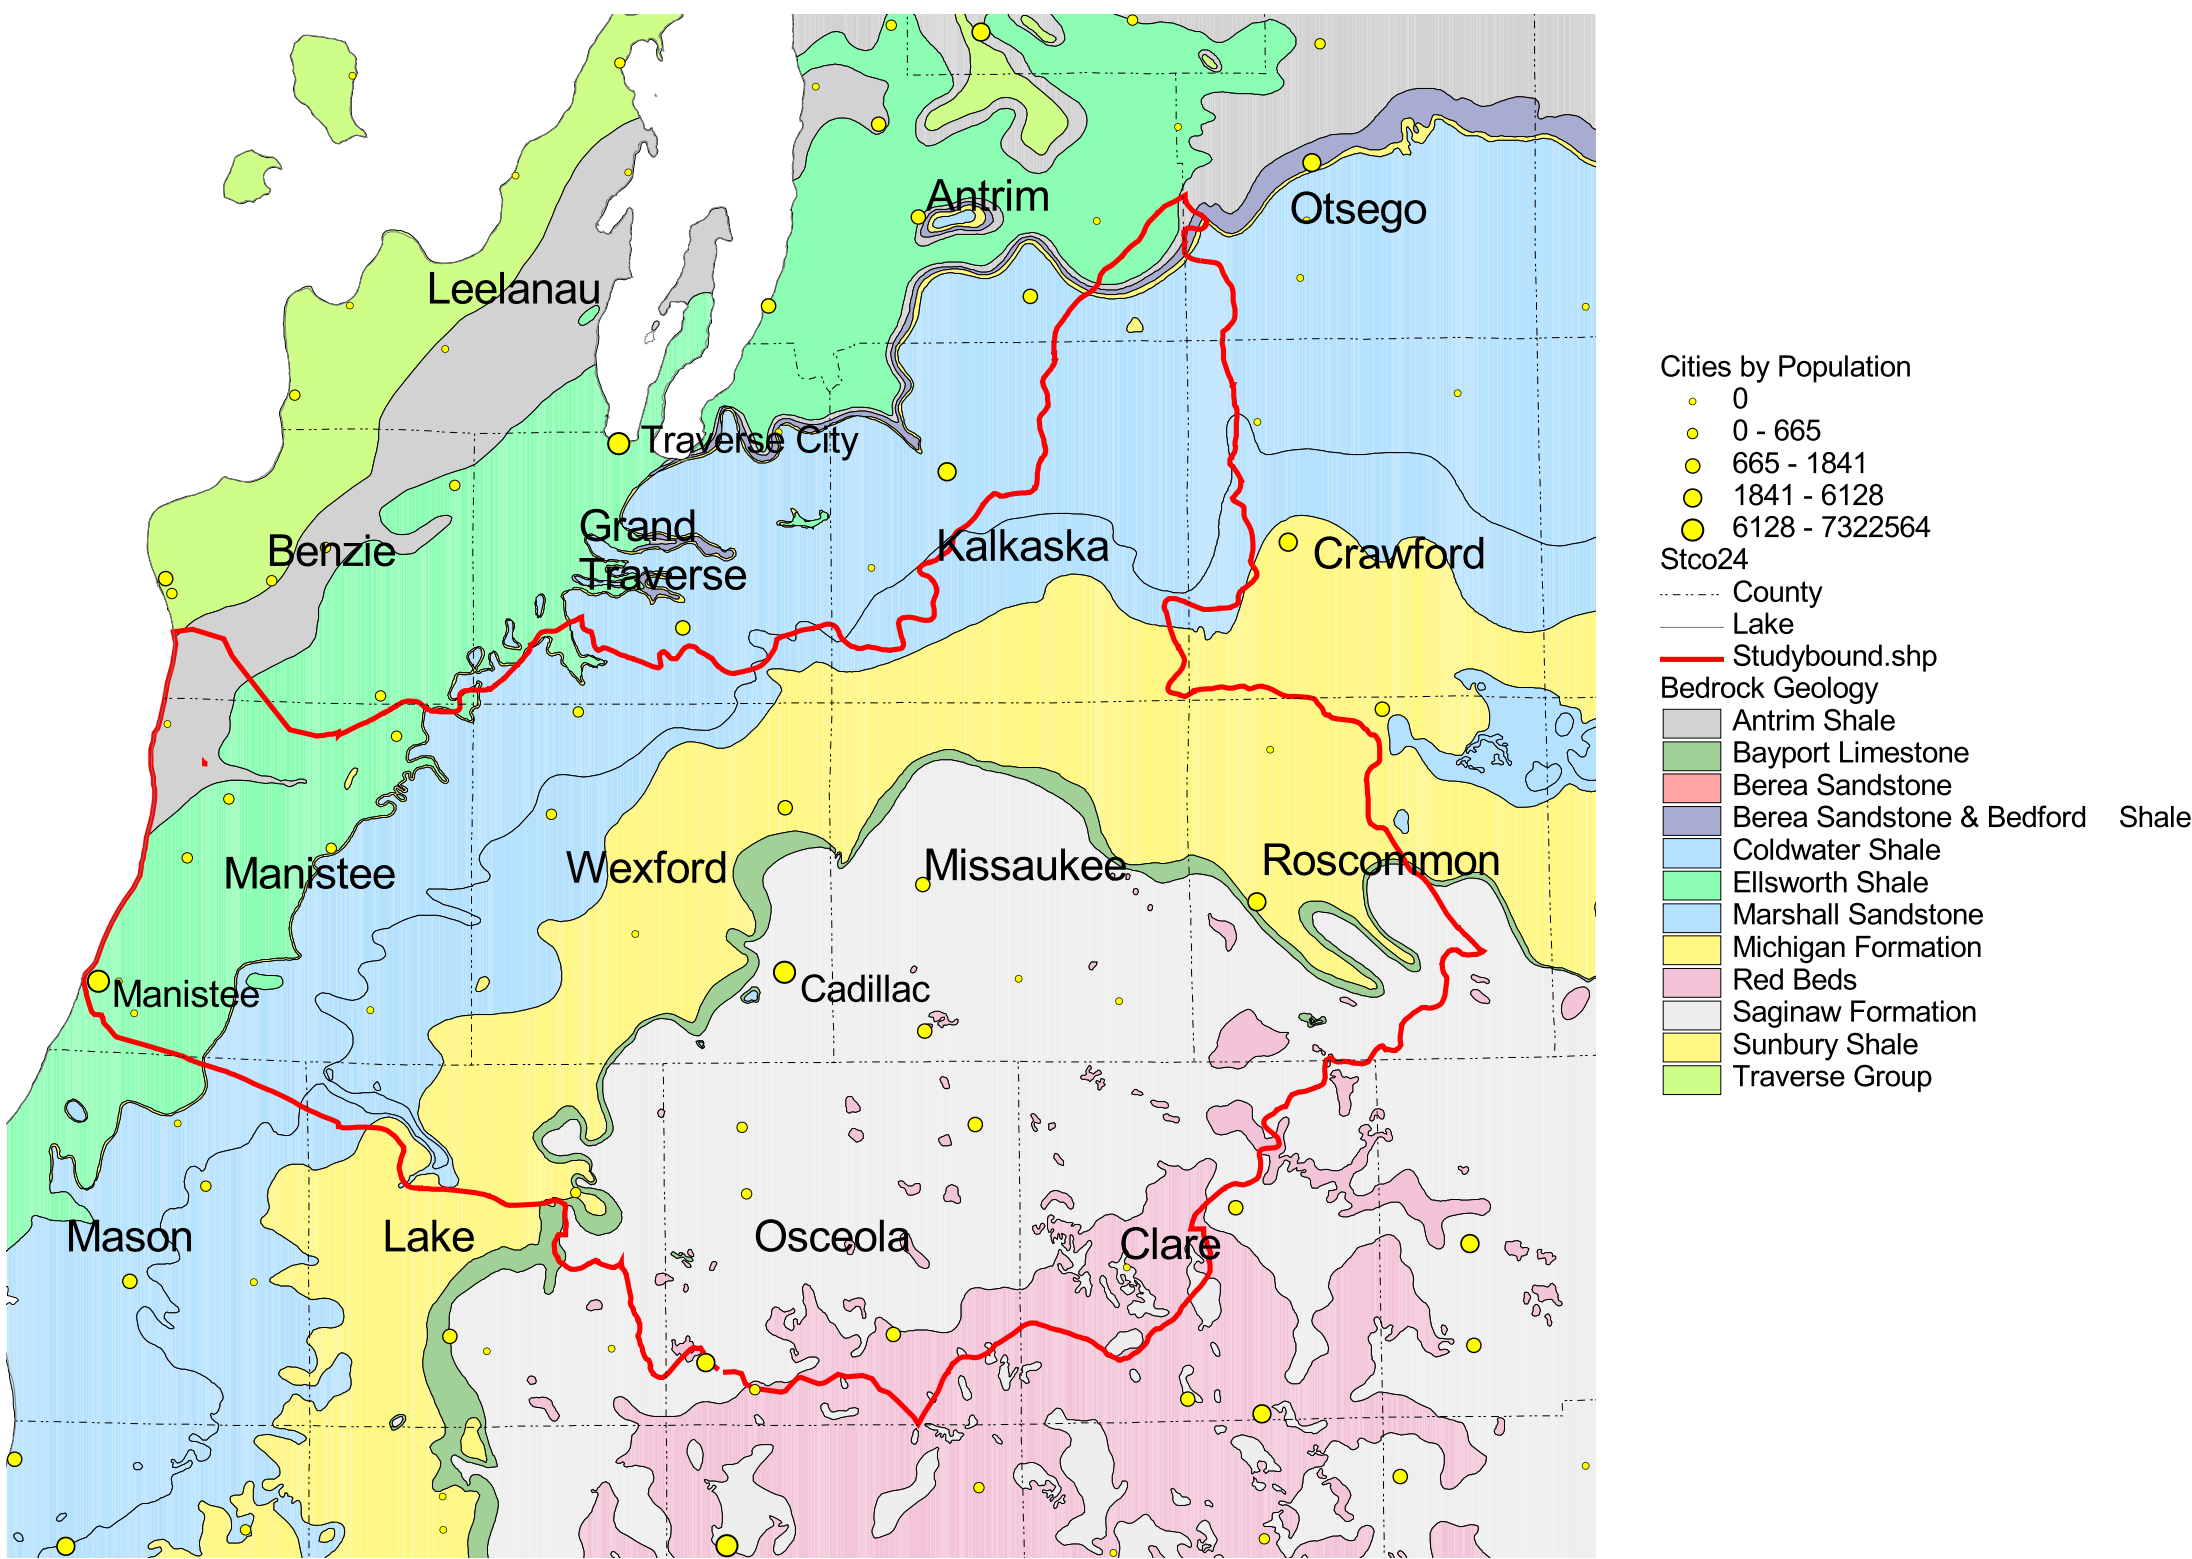 Antrim
Otsego
Leelanau
Traverse City
Grand
Traverse
Kalkaska
Crawford
Benzie
Manistee
Wexford
Missaukee
Roscommon
Manistee
Cadillac
Mason
Lake
Osceola
Clare
Cities by Population
0
0 - 665
665 - 1841
1841 - 6128
6128 - 7322564
Stco24
County
Lake
Studybound.shp
Bedrock Geology
Antrim Shale
Bayport Limestone
Berea Sandstone
Berea Sandstone & Bedford Shale
Coldwater Shale
Ellsworth Shale
Marshall Sandstone
Michigan Formation
Red Beds
Saginaw Formation
Sunbury Shale
Traverse Group